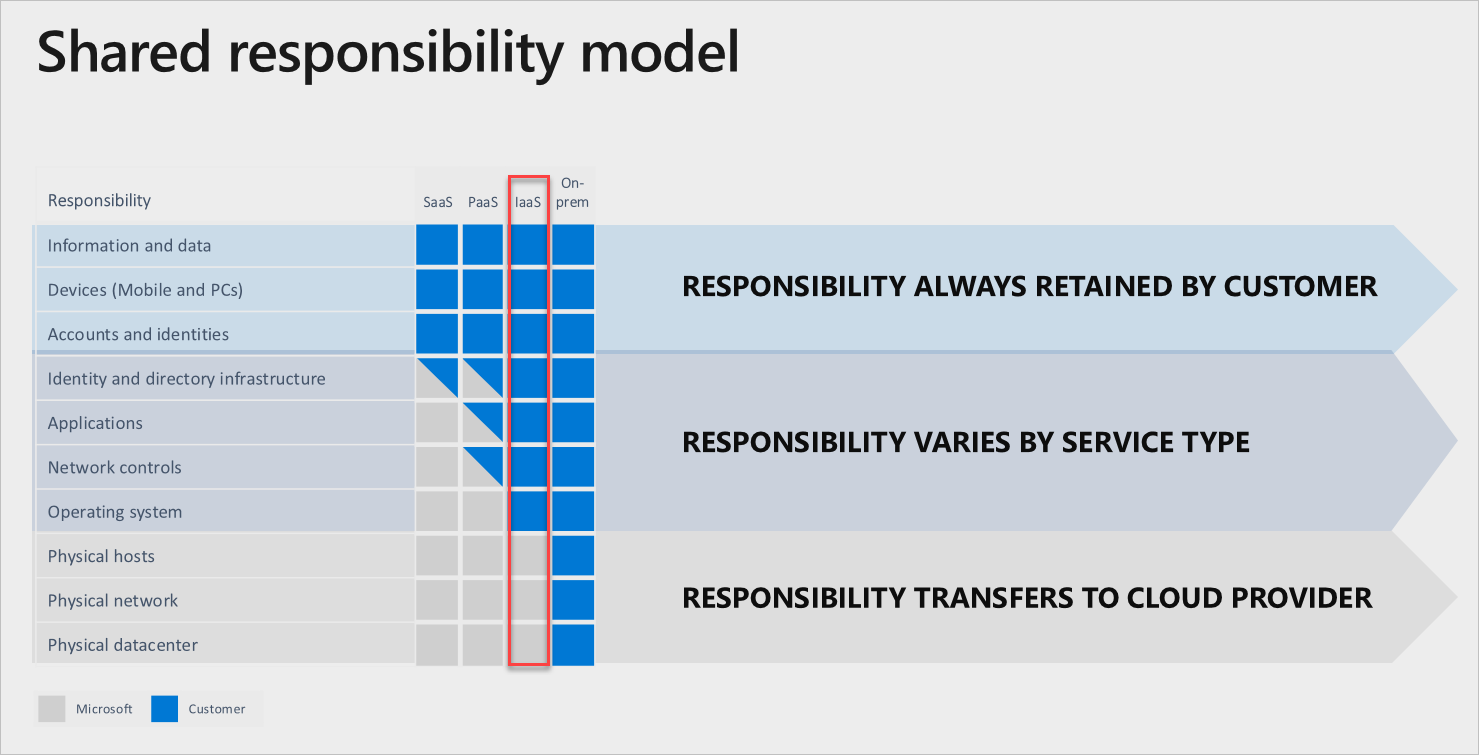 Shared responsibility model
Responsibility
SaaS
PaaS
IaaS
On-
prem
Information and data
Devices (Mobile and PCs)
Accounts and identities
RESPONSIBILITY ALWAYS RETAINED BY CUSTOMER
Identity and directory infrastructure
Applications
Network controls
Operating system
RESPONSIBILITY VARIES BY SERVICE TYPE
Physical hosts
Physical network
Physical datacenter
RESPONSIBILITY TRANSFERS TO CLOUD PROVIDER
Microsoft
Customer